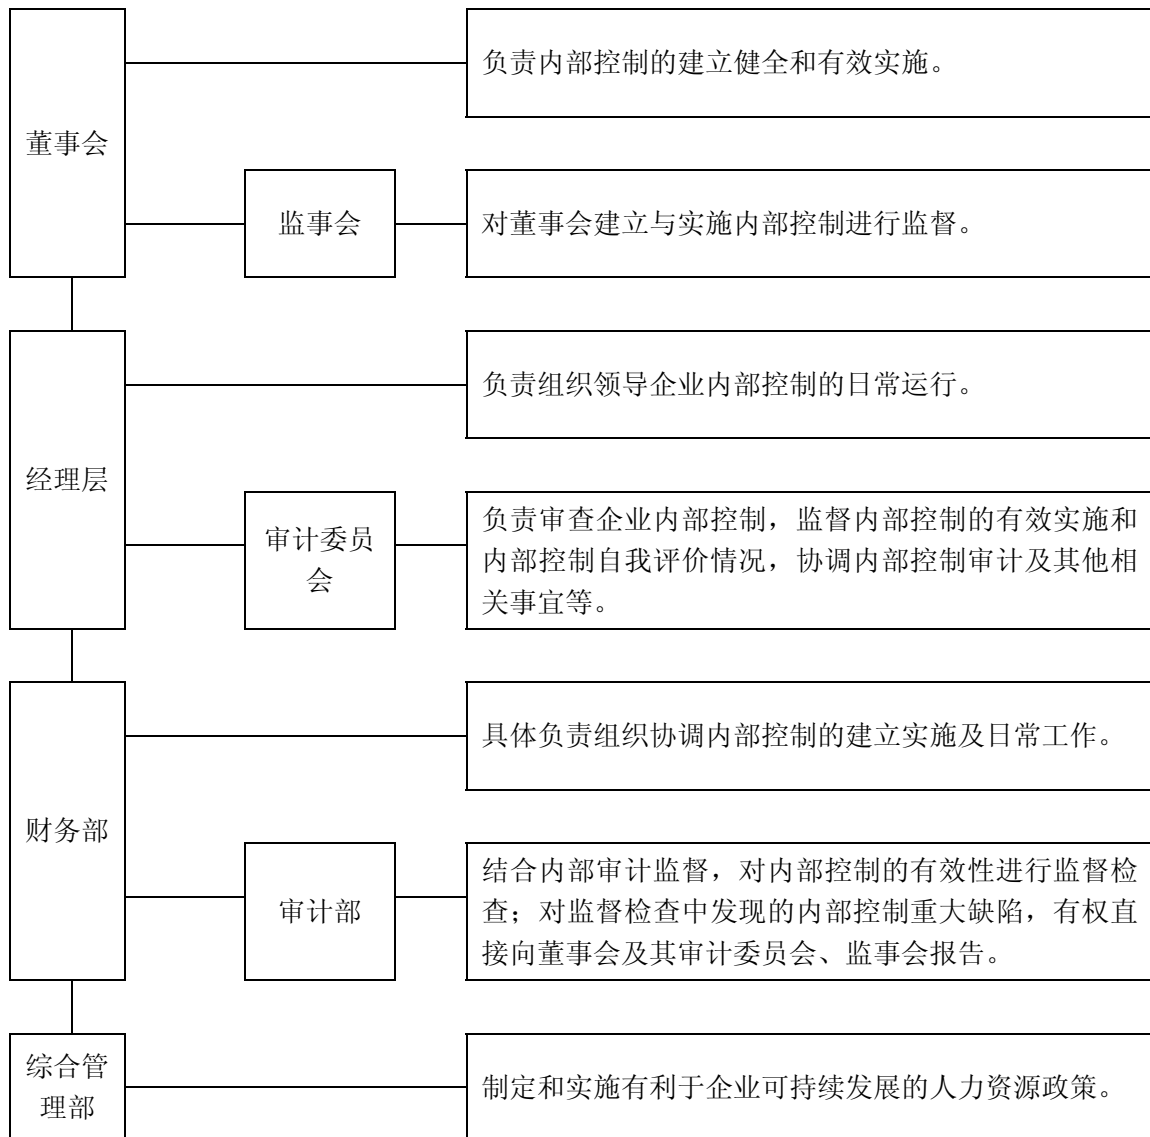 负责内部控制的建立健全和有效实施。
董事会
监事会
对董事会建立与实施内部控制进行监督。
负责组织领导企业内部控制的日常运行。
经理层
审计委员
会
负责审查企业内部控制，监督内部控制的有效实施和
内部控制自我评价情况，协调内部控制审计及其他相
关事宜等。
具体负责组织协调内部控制的建立实施及日常工作。
财务部
审计部
结合内部审计监督，对内部控制的有效性进行监督检
查；对监督检查中发现的内部控制重大缺陷，有权直
接向董事会及其审计委员会、监事会报告。
综合管
理部
制定和实施有利于企业可持续发展的人力资源政策。